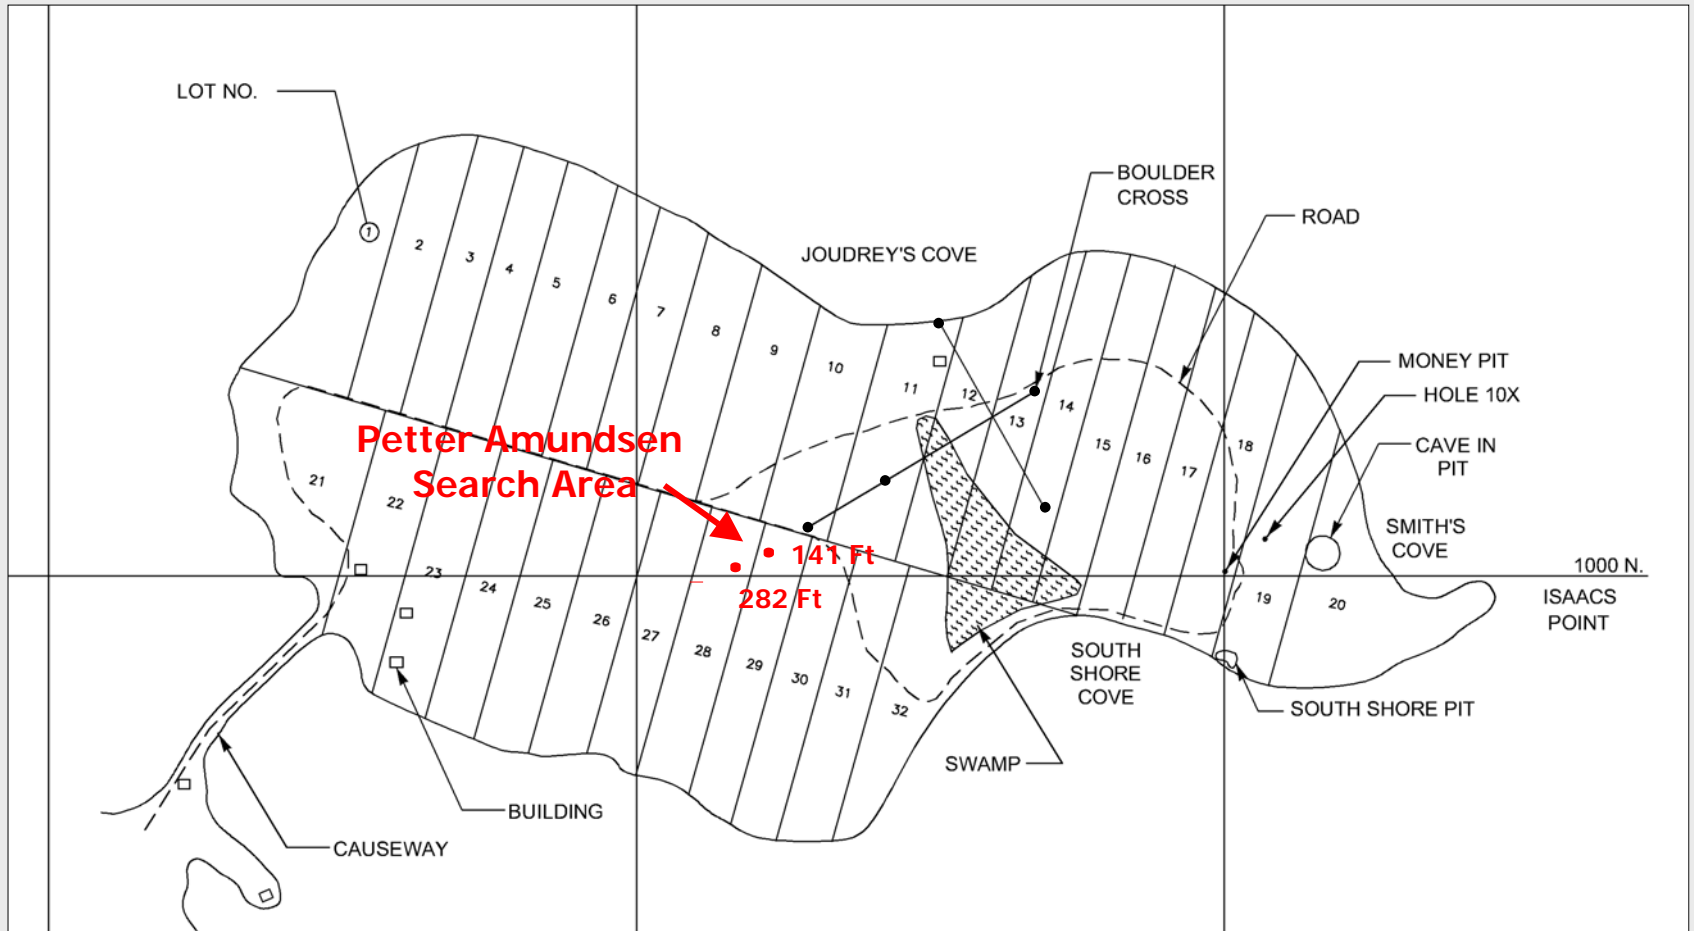 LOT NO.
1
2
3
4
5
6
7
8
9
10
11
12
13
14
15
16
17
18
19
20
21
22
23
24
25
26
27
28
29
30
31
32
BOULDER
CROSS
ROAD
JOUDREY'S COVE
MONEY PIT
HOLE 10X
CAVE IN
PIT
SMITH'S
COVE
1000 N.
ISAACS
POINT
Petter Amundsen
Search Area
141 Ft
282 Ft
SOUTH
SHORE
COVE
SOUTH SHORE PIT
SWAMP
BUILDING
CAUSEWAY